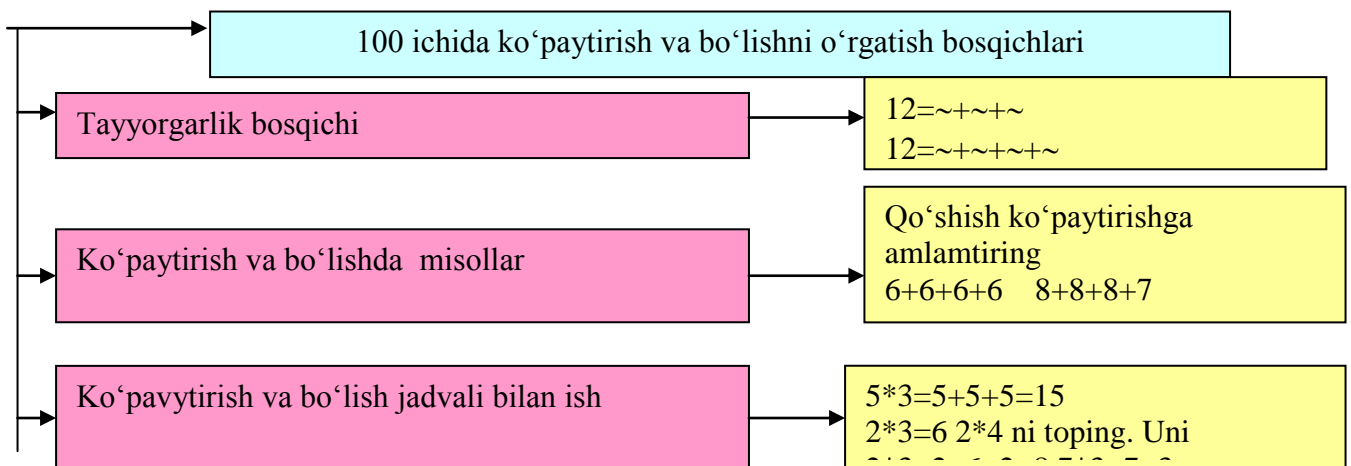 100 ichida ko‘paytirish va bo‘lishni o‘rgatish bosqichlari
Tayyorgarlik bosqichi
12=~+~+~
12=~+~+~+~
Ko‘paytirish va bo‘lishda misollar
Qo‘shish ko‘paytirishga
amlamtiring
6+6+6+6 8+8+8+7
Ko‘pavytirish va bo‘lish jadvali bilan ish
5*3=5+5+5=15
2*3=6 2*4 ni toping. Uni